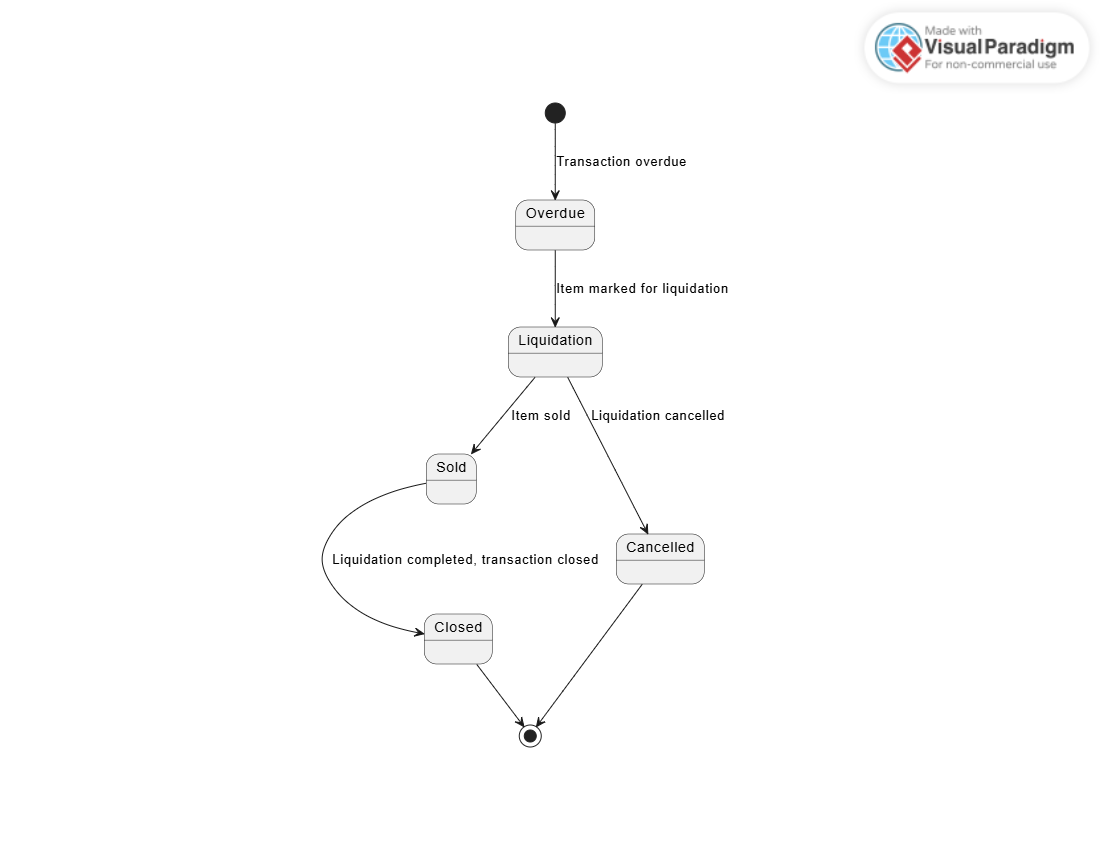 Made with
Visual Paradigm
For non-commercial use
Transaction overdue
Overdue
Item marked for liquidation
Liquidation
Item sold
Liquidation cancelled
Sold
Cancelled
Liquidation completed, transaction closed
Closed